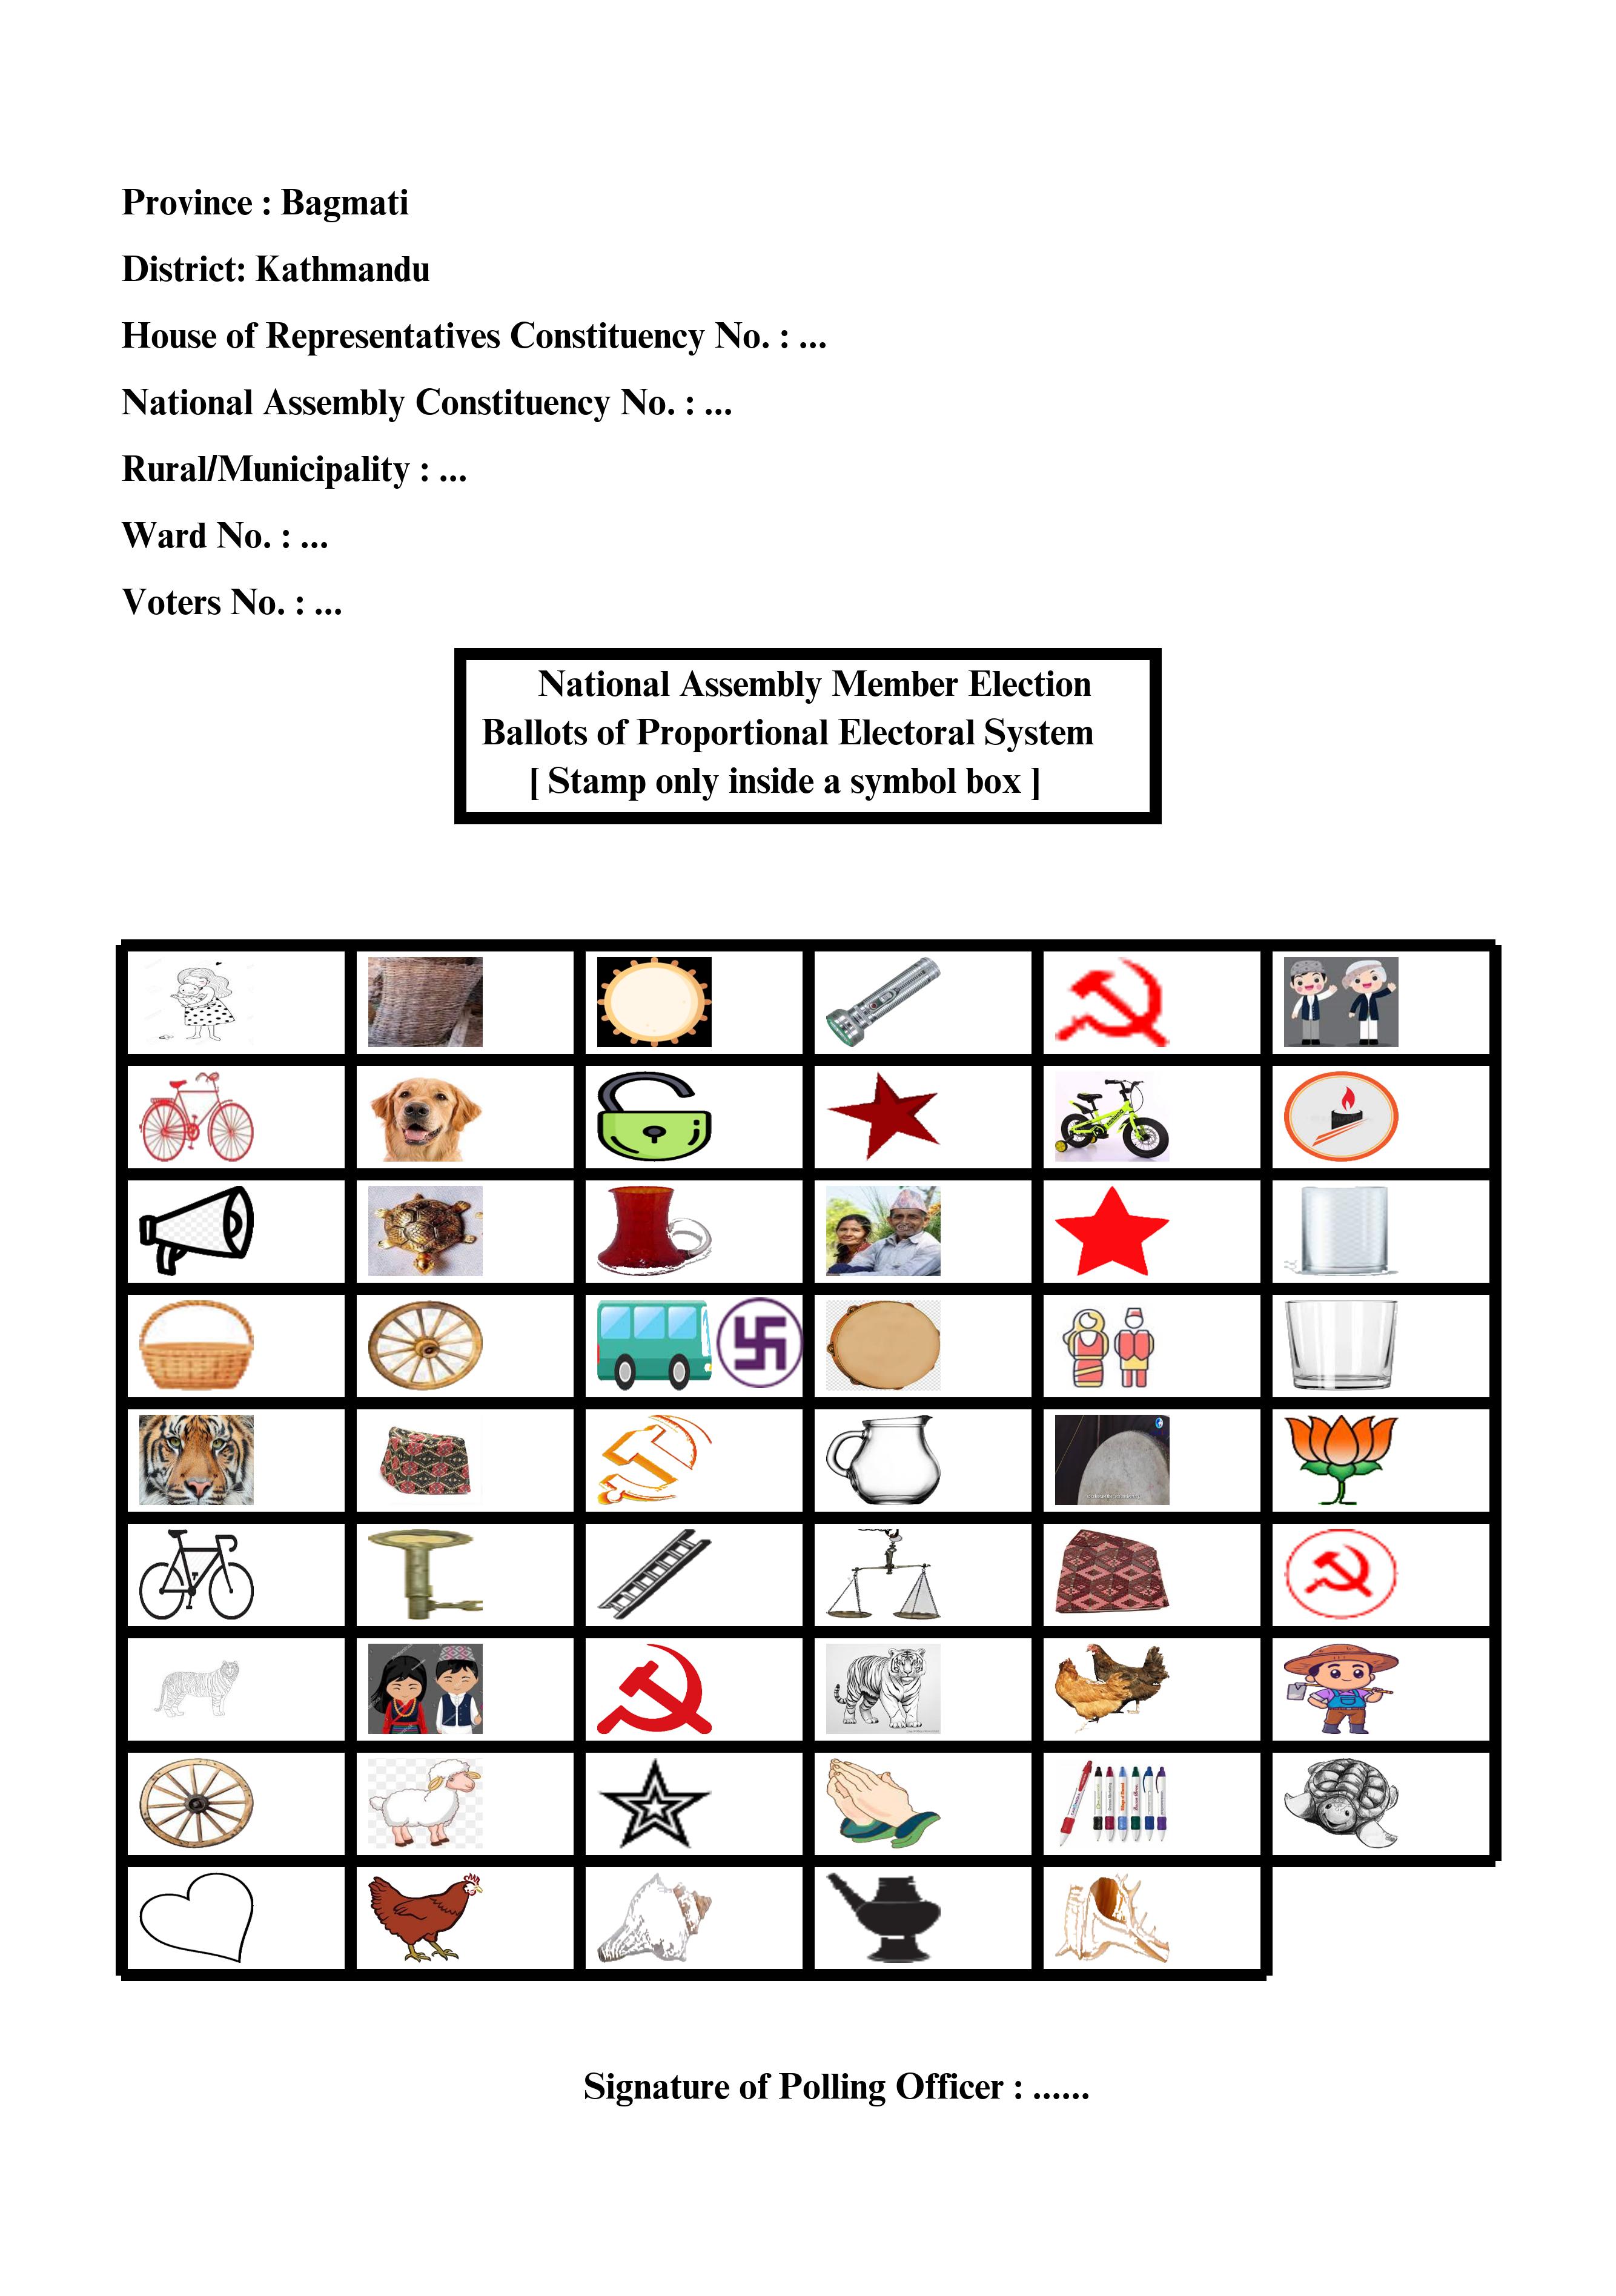 Province : Bagmati
District: Kathmandu
House of Representatives Constituency No. : ...
National Assembly Constituency No. : ...
Rural/Municipality : ...
Ward No. : ...
Voters No. : ...
National Assembly Member Election
Ballots of Proportional Electoral System
[ Stamp only inside a symbol box ]
Signature of Polling Officer : ......